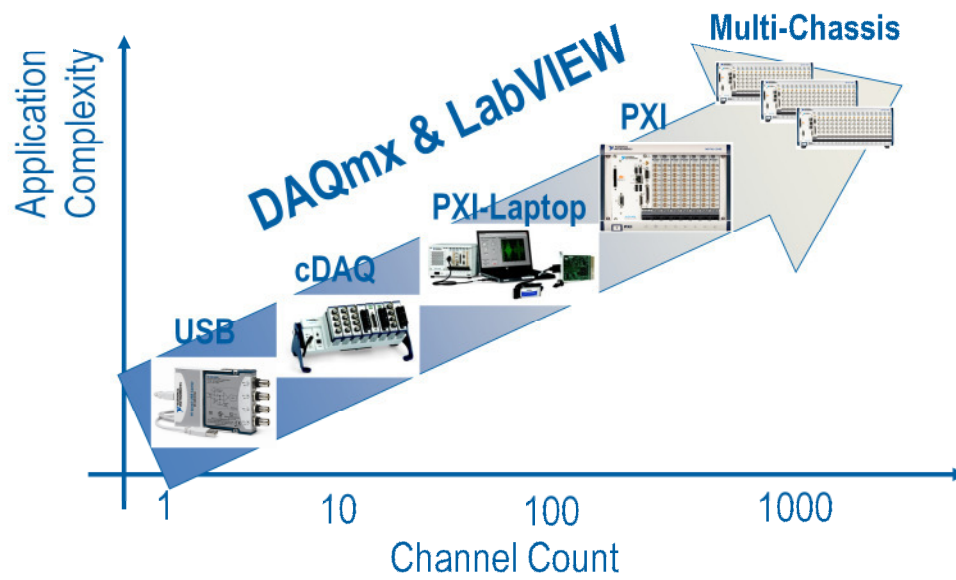 Multi-Chassis
Application
Complexity
DAQmx & LabVIEW
PXI
PXI-Laptop
cDAQ
USB
1
10
100
1000
Channel Count